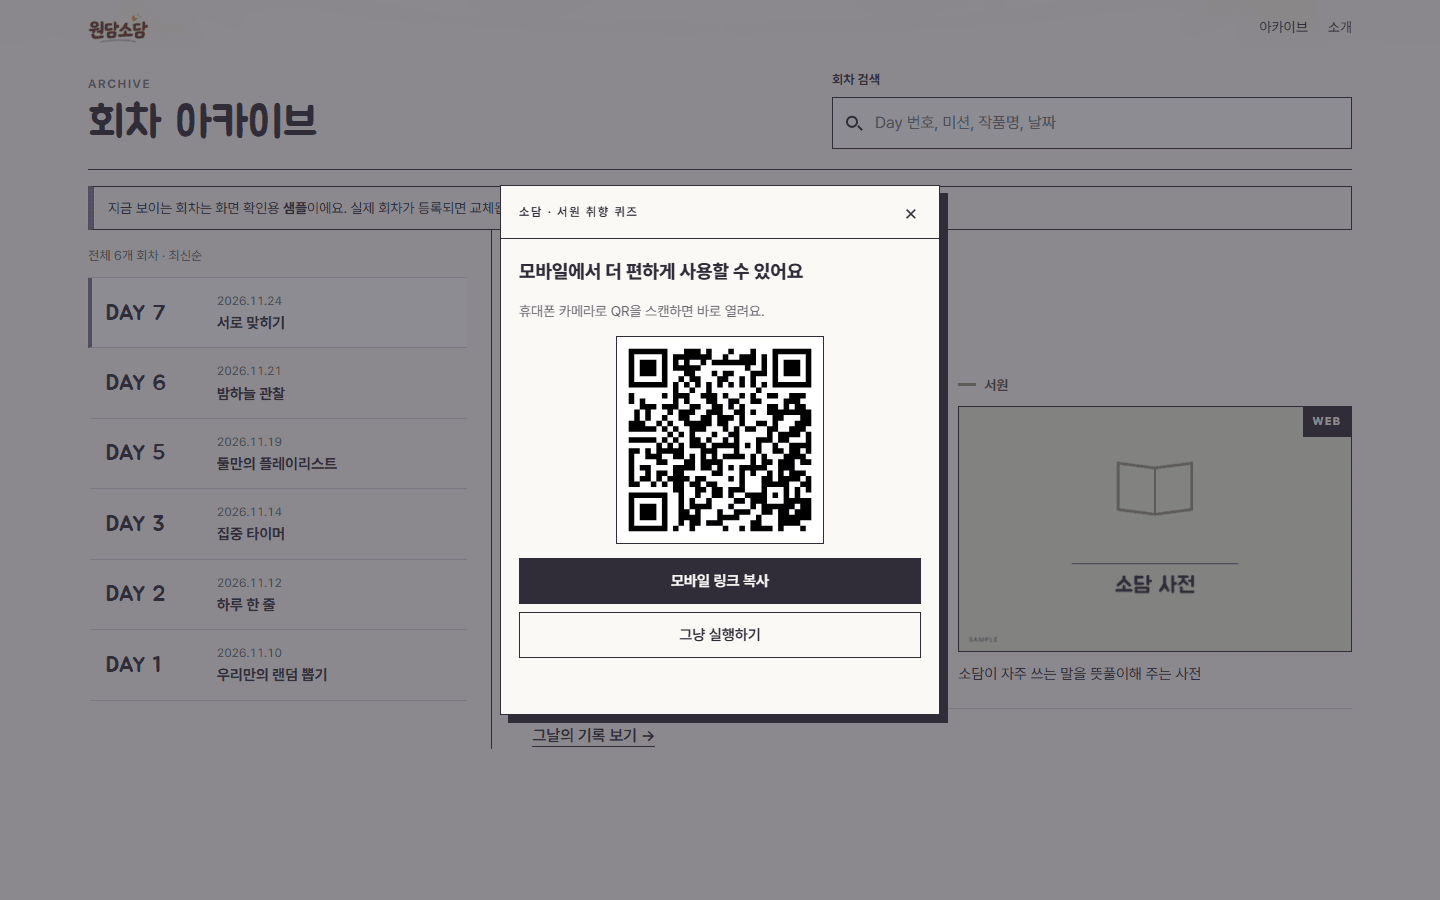 원당소담
아카이브 소개
ARCHIVE
회차 아카이브
회차 검색
Day 번호, 미션, 작품명, 날짜
지금 보이는 회차는 화면 확인용 샘플이에요. 실제 회차가 등록되면
전체 6개 회차 · 최신순
DAY 7
2026.11.24
서로 맞히기
DAY 6
2026.11.21
밤하늘 관찰
DAY 5
2026.11.19
둘만의 플레이리스트
DAY 3
2026.11.14
집중 타이머
DAY 2
2026.11.12
하루 한 줄
DAY 1
2026.11.10
우리만의 랜덤 뽑기
소담 · 서원 취향 퀴즈
모바일에서 더 편하게 사용할 수 있어요
휴대폰 카메라로 QR을 스캔하면 바로 열려요.
모바일 링크 복사
그냥 실행하기
그날의 기록 보기 →
서원
WEB
소담 사전
SAMPLE
소담이 자주 쓰는 말을 뜻풀이해 주는 사전